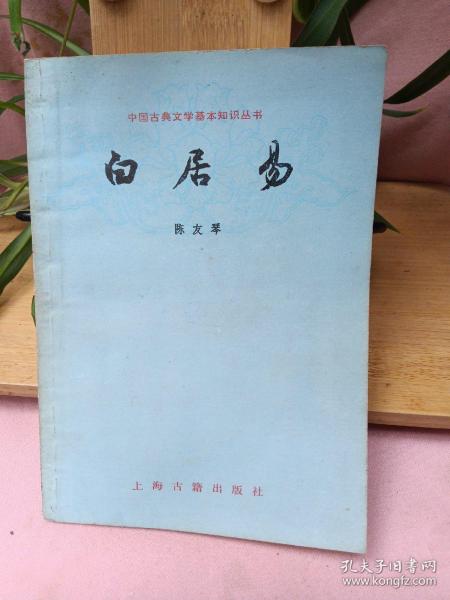 中国古典文学基本知识丛书
白居易
陈友琴
上海古籍出版社
孔夫子旧书网
www.kongfz.com